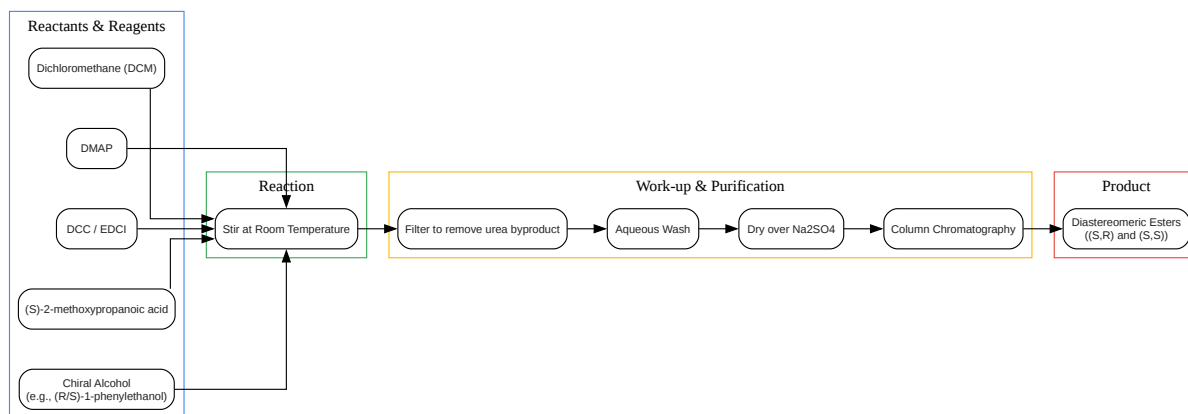 Reactants & Reagents
Dichloromethane (DCM)
DMAP
DCC / EDCI
(S)-2-methoxypropanoic acid
Chiral Alcohol
(e.g., (R/S)-1-phenylethanol)
Reaction
Stir at Room Temperature
Work-up & Purification
Filter to remove urea byproduct
Aqueous Wash
Dry over Na2SO4
Column Chromatography
Product
Diastereomeric Esters
((S,R) and (S,S))